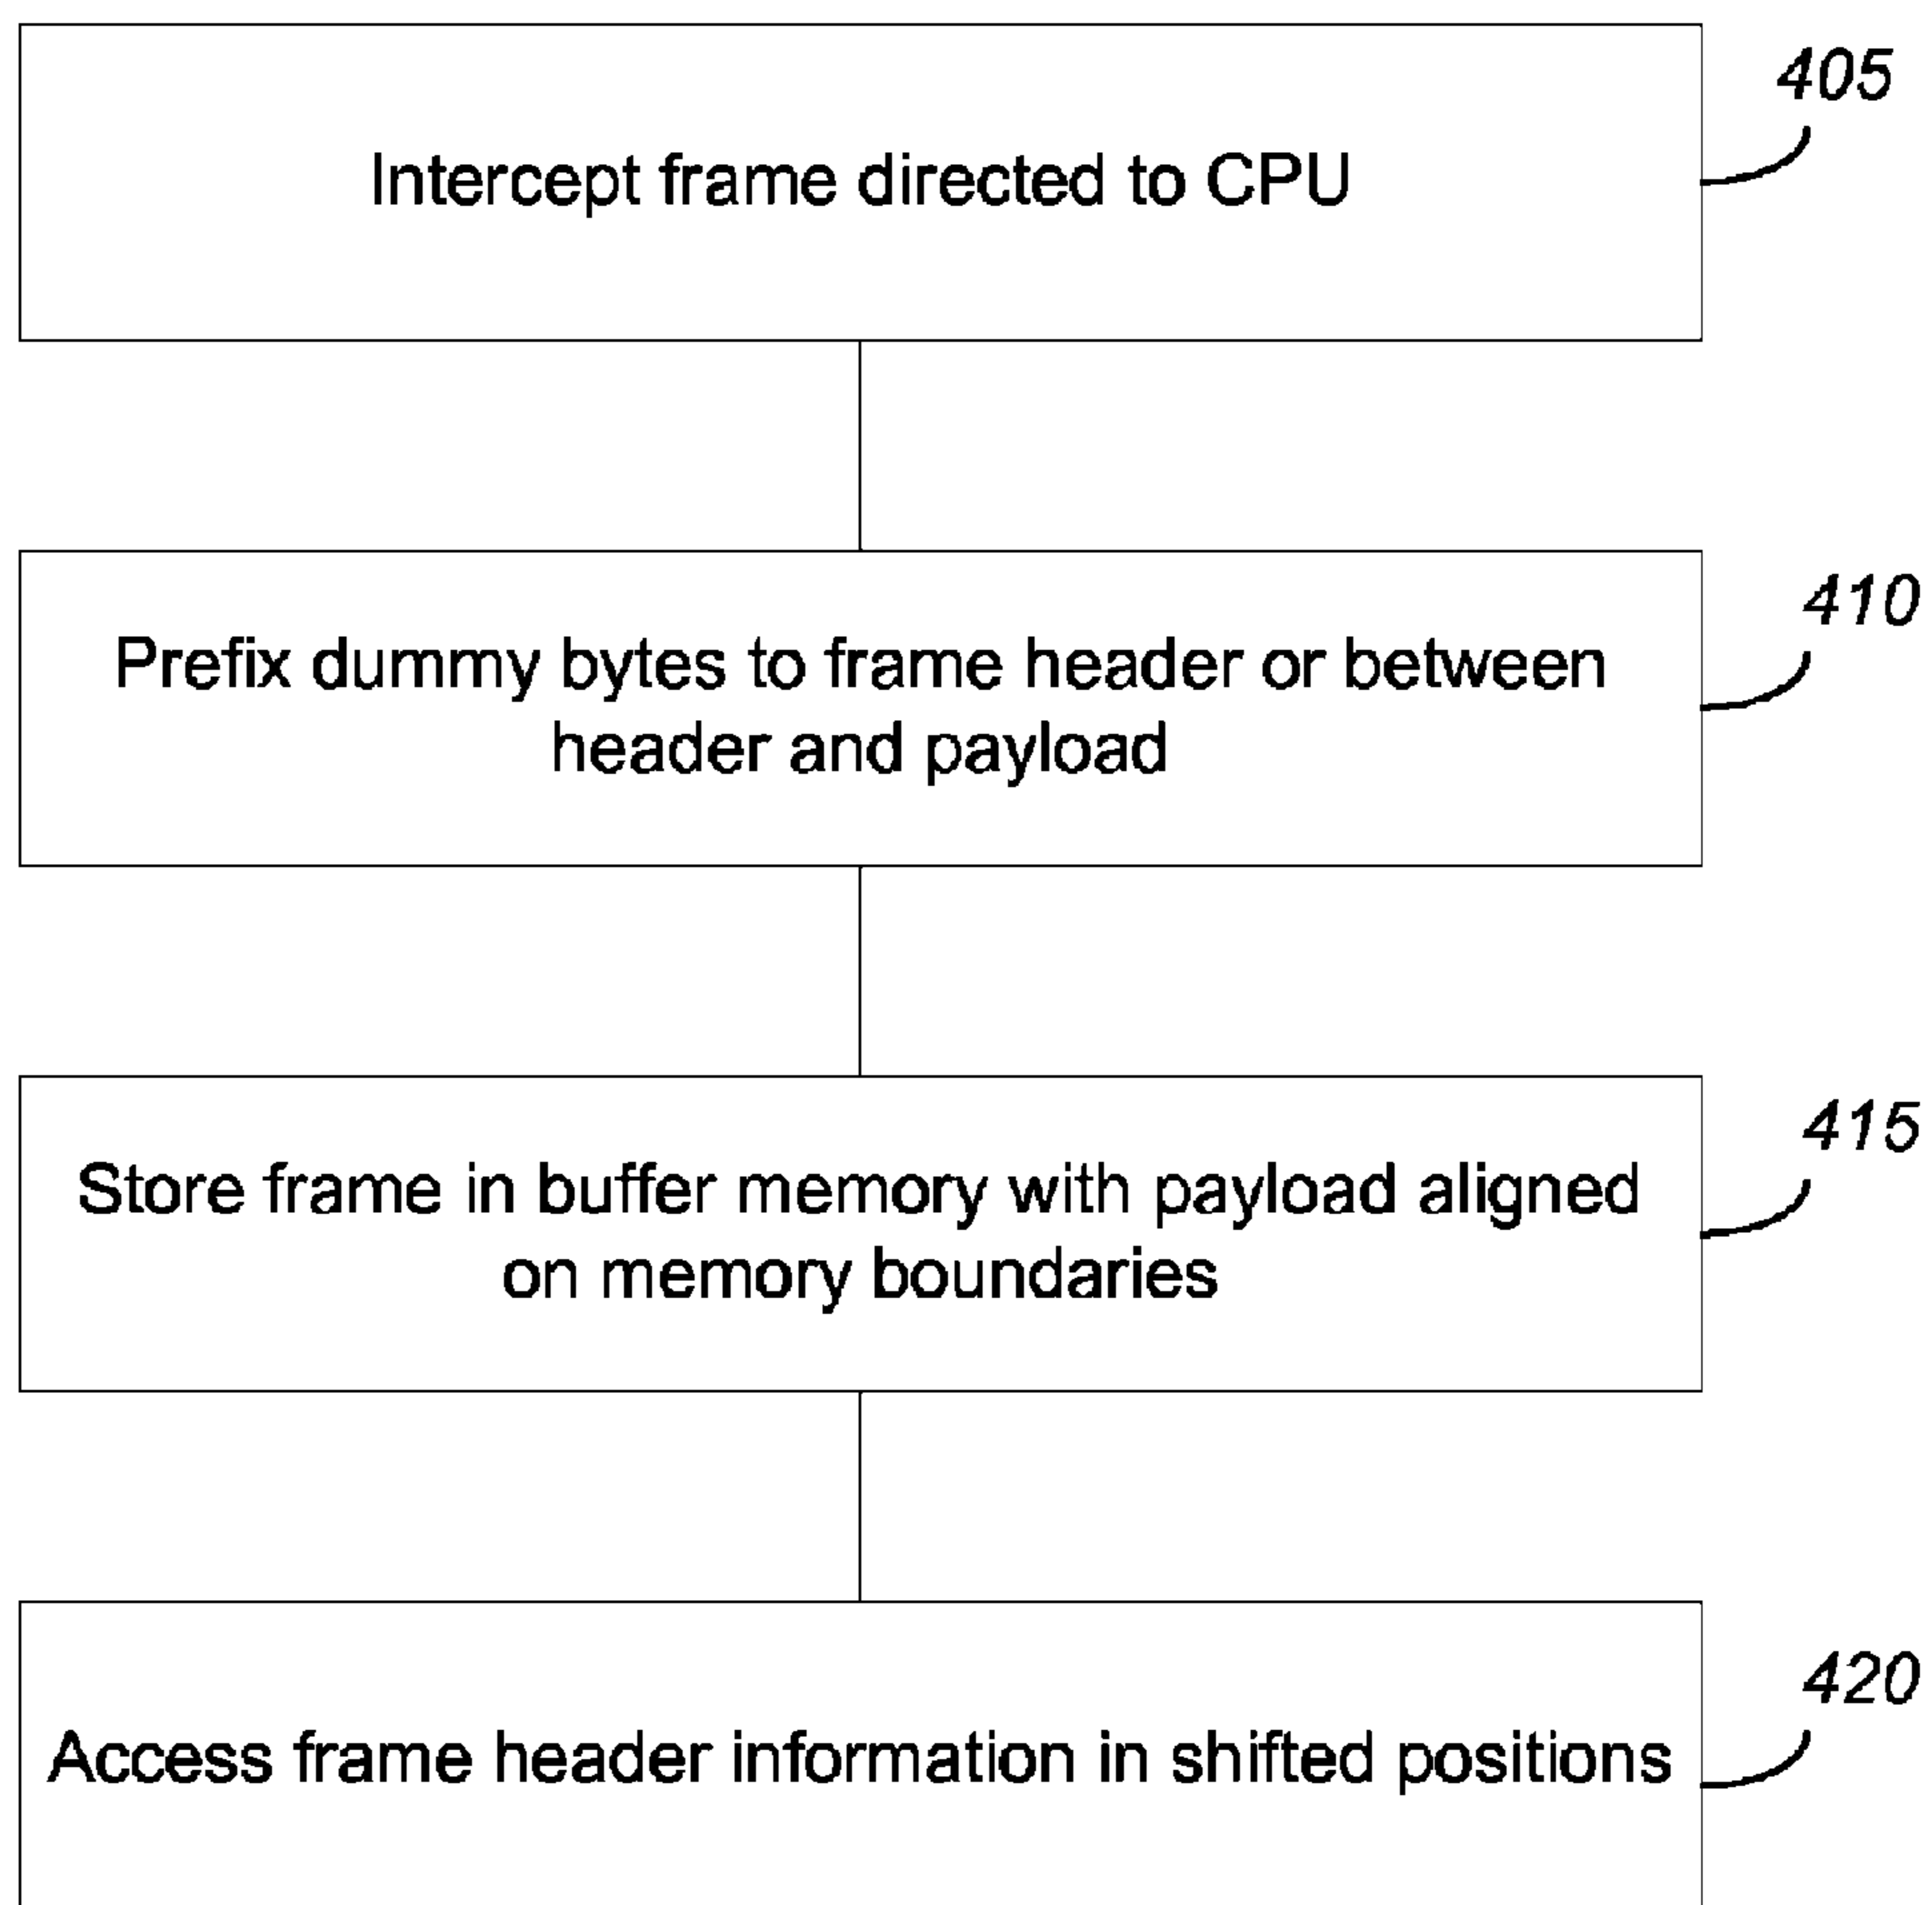 405
Intercept frame directed to CPU
410
Prefix dummy bytes to frame header or between
header and payload
415
Store frame in buffer memory with payload aligned
on memory boundaries
420
Access frame header information in shifted positions